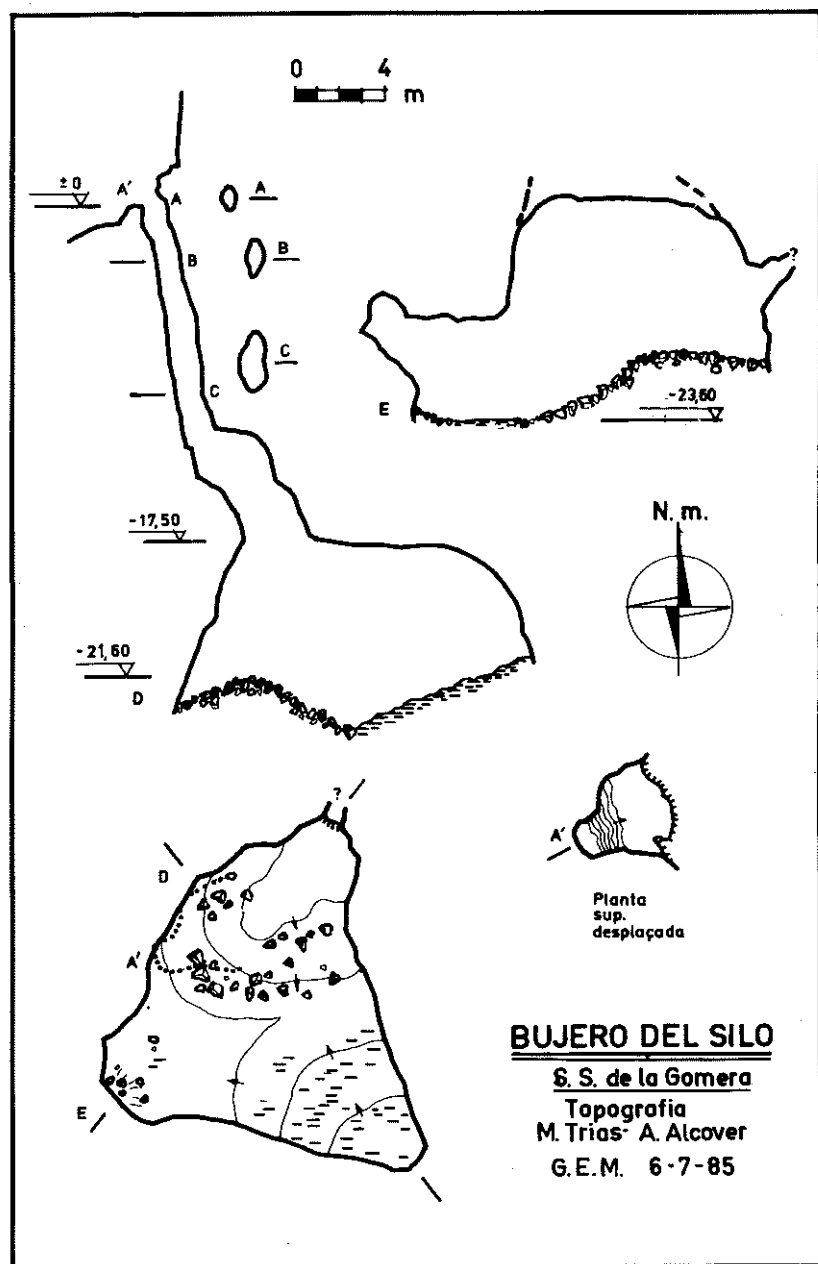 0 4
m
±0
A'
A
A
B
B
C
C
?
E
-23,60
-17,50
N. m.
-21,60
D
?
D
A'
A'
E
Planta
sup.
desplaçada
BUJERO DEL SILO
S. S. de la Gomera
Topografia
M. Trias- A. Alcover
G.E.M. 6-7-85